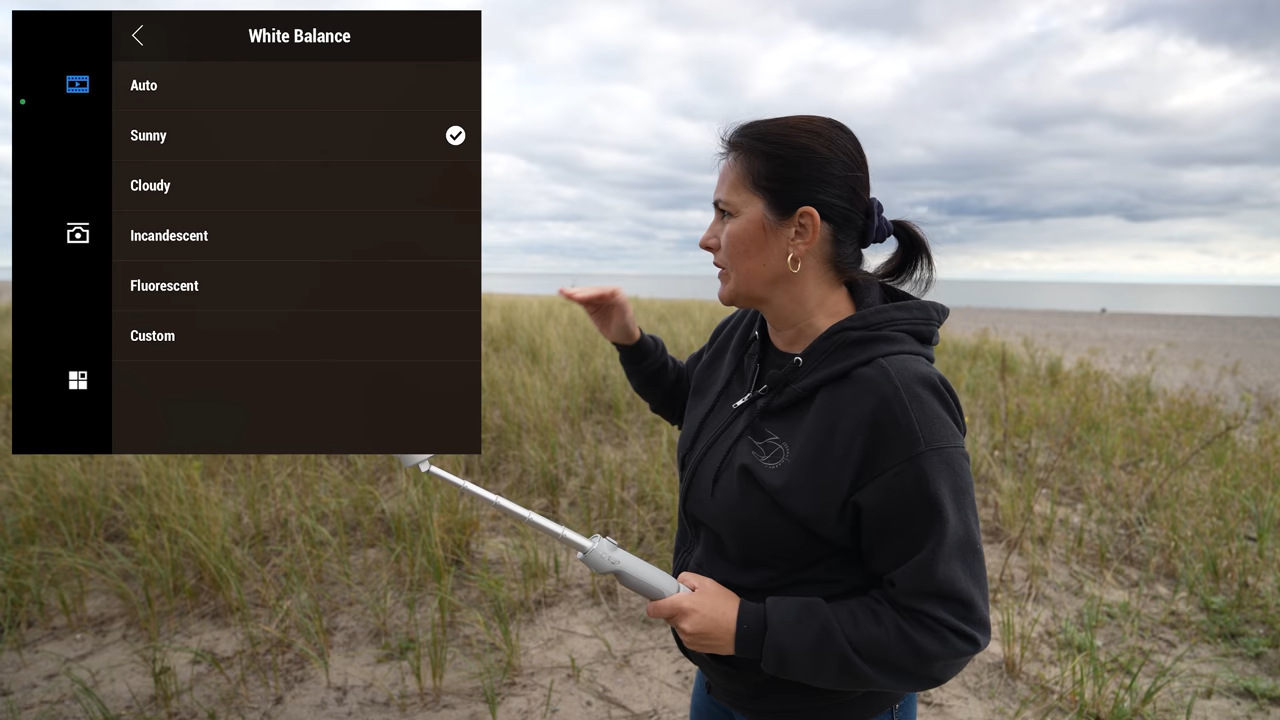 White Balance
Auto
Sunny
Cloudy
Incandescent
Fluorescent
Custom